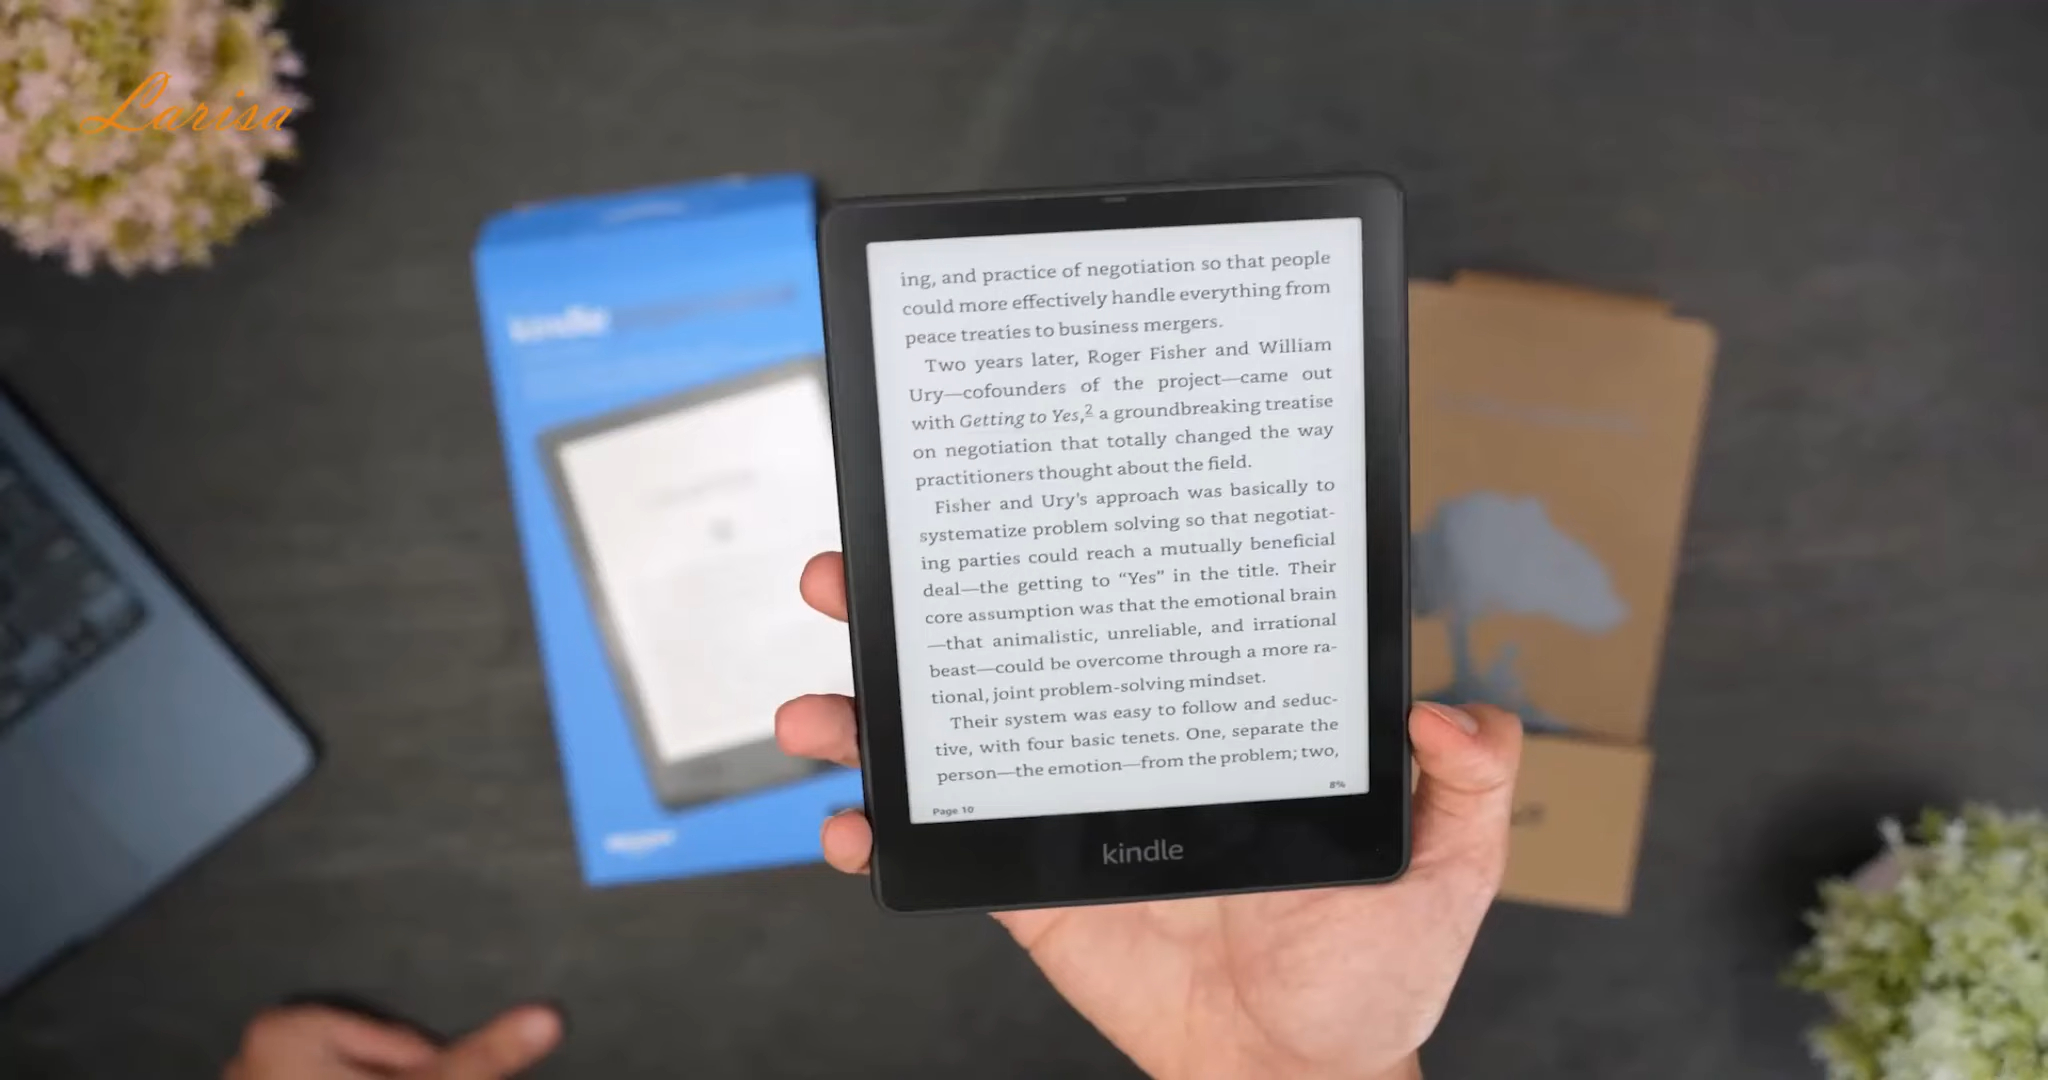 Larisa
kindle
ing, and practice of negotiation so that people
could more effectively handle everything from
peace treaties to business mergers.
Two years later, Roger Fisher and William
Ury—cofounders of the project—came out
with Getting to Yes,2 a groundbreaking treatise
on negotiation that totally changed the way
practitioners thought about the field.
Fisher and Ury's approach was basically to
systematize problem solving so that negotiat-
ing parties could reach a mutually beneficial
deal—the getting to “Yes” in the title. Their
core assumption was that the emotional brain
—that animalistic, unreliable, and irrational
beast—could be overcome through a more ra-
tional, joint problem-solving mindset.
Their system was easy to follow and seduc-
tive, with four basic tenets. One, separate the
person—the emotion—from the problem; two,
Page 10
8%
kindle